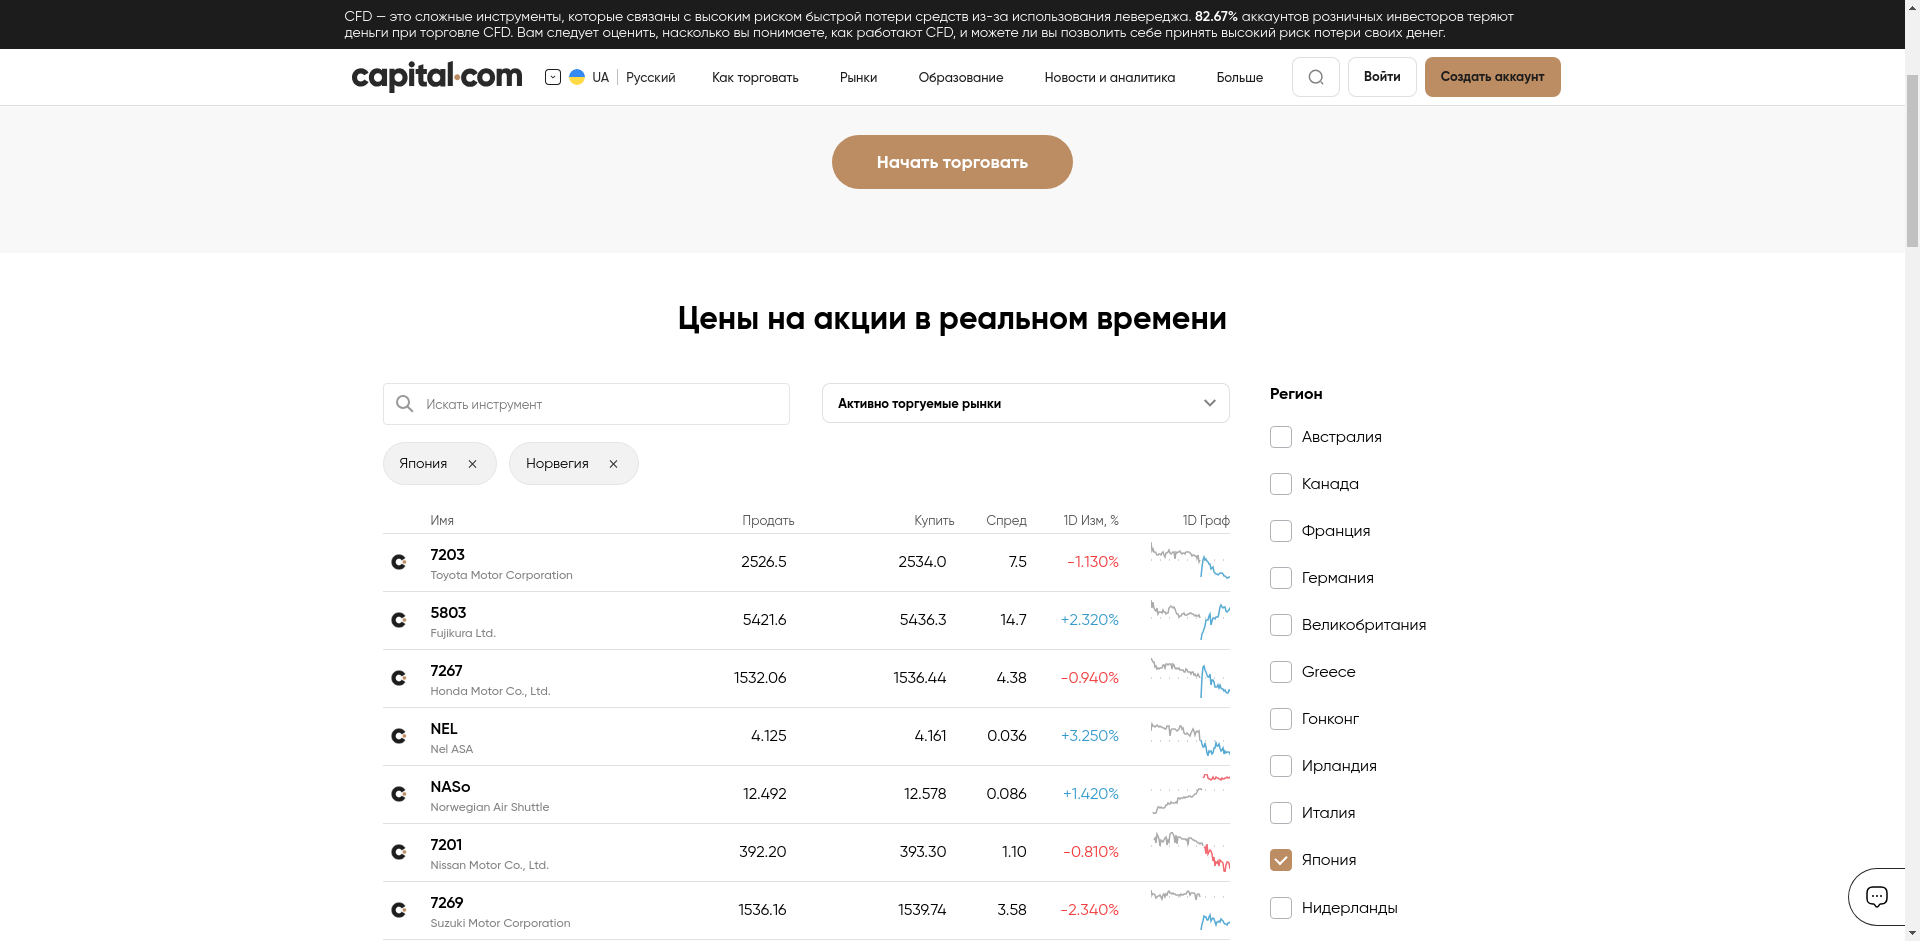 CFD — это сложные инструменты, которые связаны с высоким риском быстрой потери средств из-за использования левереджа. 82.67% аккаунтов розничных инвесторов теряют
деньги при торговле CFD. Вам следует оценить, насколько вы понимаете, как работают CFD, и можете ли вы позволить себе принять высокий риск потери своих денег.
capital.com UA Русский Как торговать Рынки Образование Новости и аналитика Больше Войти Создать аккаунт
Начать торговать
Цены на акции в реальном времени
Искать инструмент Активно торгуемые рынки
Япония Норвегия
Имя Продать Купить Спред 1D Изм, % 1D Граф
7203 2526.5 2534.0 7.5 -1.130%
Toyota Motor Corporation
5803 5421.6 5436.3 14.7 +2.320%
Fujikura Ltd.
7267 1532.06 1536.44 4.38 -0.940%
Honda Motor Co., Ltd.
NEL 4.125 4.161 0.036 +3.250%
Nel ASA
NASo 12.492 12.578 0.086 +1.420%
Norwegian Air Shuttle
7201 392.20 393.30 1.10 -0.810%
Nissan Motor Co., Ltd.
7269 1536.16 1539.74 3.58 -2.340%
Suzuki Motor Corporation
Регион
Австралия
Канада
Франция
Германия
Великобритания
Greece
Гонконг
Ирландия
Италия
Япония
Нидерланды